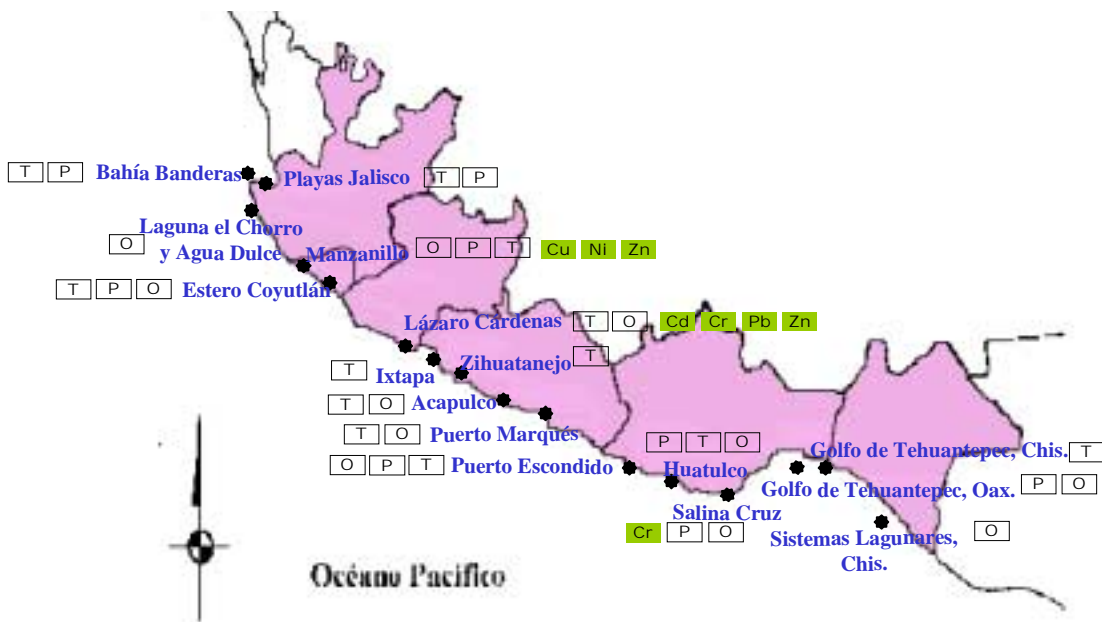 T P Bahía Banderas Playas Jalisco T P
Laguna el Chorro
O y Agua Dulce Manzanillo O P T Cu Ni Zn
T P O Estero Coyutlán
Lázaro Cárdenas T O Cd Cr Pb Zn
T Ixtapa Zihuatanejo T
T O Acapulco
T O Puerto Marqués
P T O
O P T Puerto Escondido Huatulco Golfo de Tehuantepec, Chis. T
Golfo de Tehuantepec, Oax. P O
Salina Cruz
Cr P O Sistemas Lagunares, O
Chis.
Océano Pacífico